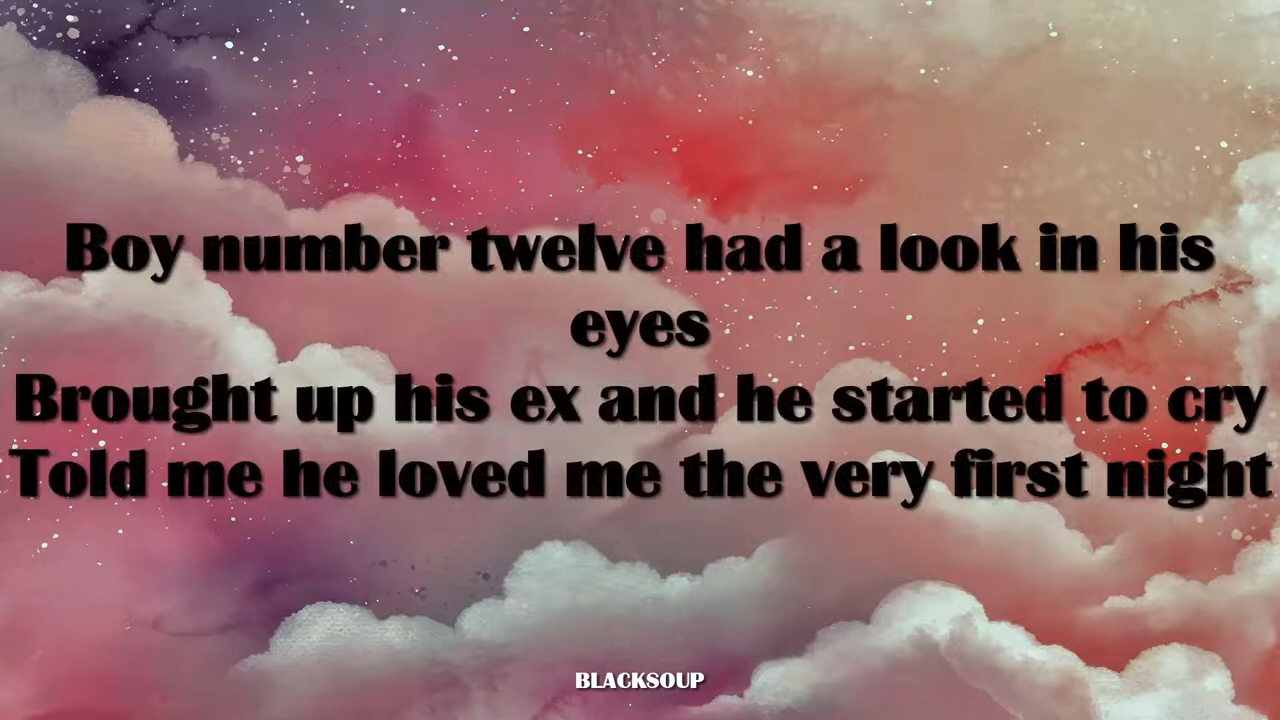 Boy number twelve had a look in his
eyes
Brought up his ex and he started to cry
Told me he loved me the very first night
BLACKSOUP